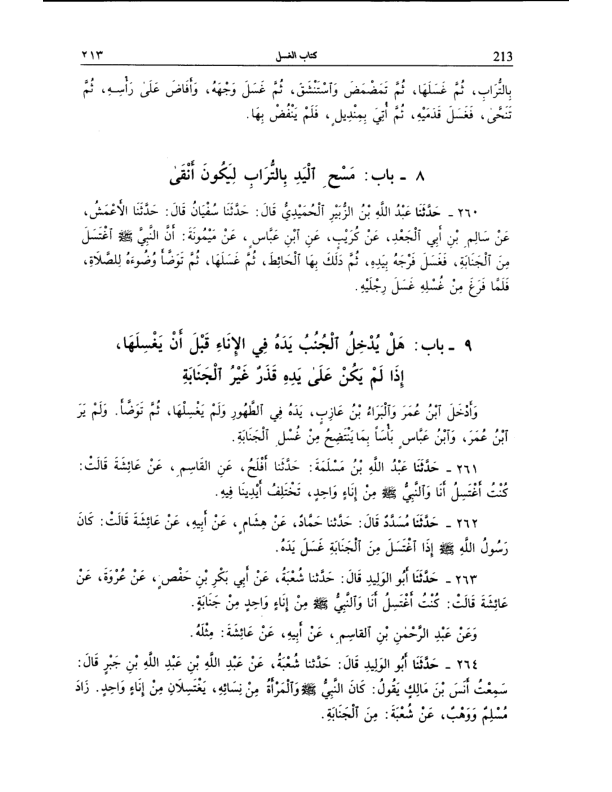 213 كتاب الغسل ٢١٣
بِالتُّرَابِ، ثُمَّ غَسَلَهَا، ثُمَّ تَمَضْمَضَ وَٱسْتَنْشَقَ، ثُمَّ غَسَلَ وَجْهَهُ، وَأَفَاضَ عَلَىٰ رَأْسِهِ، ثُمَّ
تَنَحَّىٰ، فَغَسَلَ قَدَمَيْهِ، ثُمَّ أُتِيَ بِمِنْدِيلٍ، فَلَمْ يَنْفُضْ بِهَا.
٨ ـ باب: مَسْحِ ٱلْيَدِ بِالتُّرَابِ لِيَكُونَ أَنْقَىٰ
٢٦٠ ـ حَدَّثَنَا عَبْدُ اللَّهِ بْنُ الزُّبَيْرِ ٱلْحُمَيْدِيُّ قَالَ: حَدَّثَنَا سُفْيَانُ قَالَ: حَدَّثَنَا الأَعْمَشُ،
عَنْ سَالِمِ بْنِ أَبِي ٱلْجَعْدِ، عَنْ كُرَيْبٍ، عَنِ ٱبْنِ عَبَّاسٍ، عَنْ مَيْمُونَةَ: أَنَّ النَّبِيَّ ﷺ ٱغْتَسَلَ
مِنَ ٱلْجَنَابَةِ، فَغَسَلَ فَرْجَهُ بِيَدِهِ، ثُمَّ دَلَكَ بِهَا ٱلْحَائِطَ، ثُمَّ غَسَلَهَا، ثُمَّ تَوَضَّأَ وُضُوءَهُ لِلصَّلَاةِ،
فَلَمَّا فَرَغَ مِنْ غُسْلِهِ غَسَلَ رِجْلَيْهِ.
٩ ـ باب: هَلْ يُدْخِلُ ٱلْجُنُبُ يَدَهُ فِي الإِنَاءِ قَبْلَ أَنْ يَغْسِلَهَا،
إِذَا لَمْ يَكُنْ عَلَىٰ يَدِهِ قَذَرٌ غَيْرُ ٱلْجَنَابَةِ
وَأَدْخَلَ ٱبْنُ عُمَرَ وَٱلْبَرَاءُ بْنُ عَازِبٍ، يَدَهُ فِي ٱلطَّهُورِ وَلَمْ يَغْسِلْهَا، ثُمَّ تَوَضَّأَ. وَلَمْ يَرَ
ٱبْنُ عُمَرَ، وَٱبْنُ عَبَّاسٍ بَأْساً بِمَا يَنْتَضِحُ مِنْ غُسْلِ ٱلْجَنَابَةِ.
٢٦١ ـ حَدَّثَنَا عَبْدُ اللَّهِ بْنُ مَسْلَمَةَ: حَدَّثَنَا أَفْلَحُ، عَنِ القَاسِمِ، عَنْ عَائِشَةَ قَالَتْ:
كُنْتُ أَغْتَسِلُ أَنَا وَٱلنَّبِيُّ ﷺ مِنْ إِنَاءٍ وَاحِدٍ، تَخْتَلِفُ أَيْدِينَا فِيهِ.
٢٦٢ ـ حَدَّثَنَا مُسَدَّدٌ قَالَ: حَدَّثَنَا حَمَّادٌ، عَنْ هِشَامٍ، عَنْ أَبِيهِ، عَنْ عَائِشَةَ قَالَتْ: كَانَ
رَسُولُ اللَّهِ ﷺ إِذَا ٱغْتَسَلَ مِنَ ٱلْجَنَابَةِ غَسَلَ يَدَهُ.
٢٦٣ ـ حَدَّثَنَا أَبُو الوَلِيدِ قَالَ: حَدَّثَنَا شُعْبَةُ، عَنْ أَبِي بَكْرِ بْنِ حَفْصٍ، عَنْ عُرْوَةَ، عَنْ
عَائِشَةَ قَالَتْ: كُنْتُ أَغْتَسِلُ أَنَا وَٱلنَّبِيُّ ﷺ مِنْ إِنَاءٍ وَاحِدٍ مِنْ جَنَابَةٍ.
وَعَنْ عَبْدِ الرَّحْمٰنِ بْنِ ٱلقاسِمِ، عَنْ أَبِيهِ، عَنْ عَائِشَةَ: مِثْلَهُ.
٢٦٤ ـ حَدَّثَنَا أَبُو الوَلِيدِ قَالَ: حَدَّثَنَا شُعْبَةُ، عَنْ عَبْدِ اللَّهِ بْنِ عَبْدِ اللَّهِ بْنِ جَبْرٍ قَالَ:
سَمِعْتُ أَنَسَ بْنَ مَالِكٍ يَقُولُ: كَانَ النَّبِيُّ ﷺ وَٱلْمَرْأَةُ مِنْ نِسَائِهِ، يَغْتَسِلَانِ مِنْ إِنَاءٍ وَاحِدٍ. زَادَ
مُسْلِمٌ وَوَهْبٌ، عَنْ شُعْبَةَ: مِنَ ٱلْجَنَابَةِ.